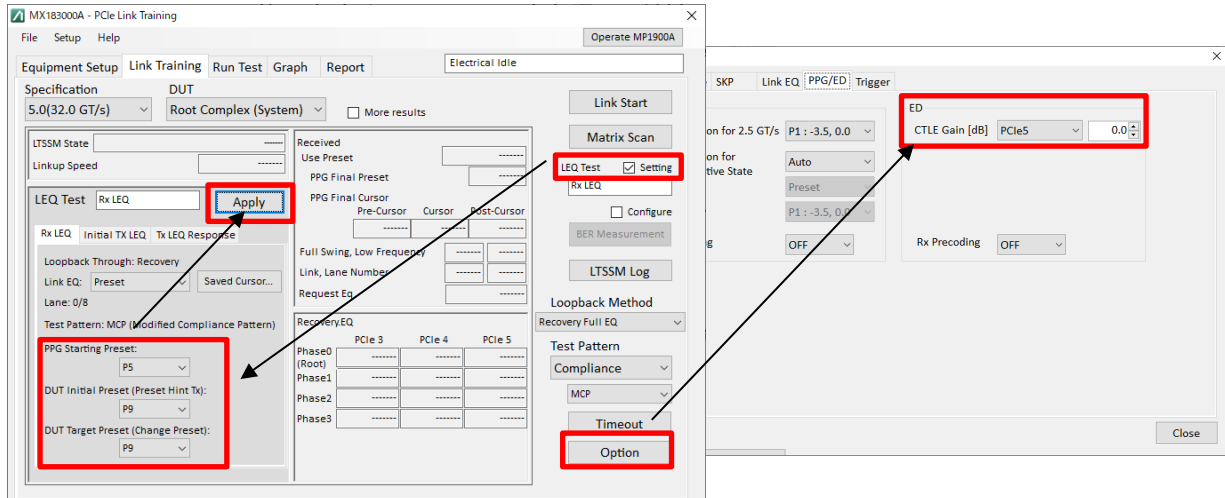 MX183000A - PCIe Link Training
File Setup Help
Operate MP1900A
Equipment Setup Link Training Run Test Graph Report
Electrical Idle
Specification DUT
5.0(32.0 GT/s) Root Complex (System) More results
Link Start
Matrix Scan
LEQ Test Setting
Rx LEQ
Configure
BER Measurement
LTSSM Log
Loopback Method
Recovery Full EQ
Test Pattern
Compliance
MCP
Timeout
Option
LTSSM State -------
Linkup Speed -------
LEQ Test Rx LEQ Apply
Rx LEQ Initial TX LEQ Tx LEQ Response
Loopback Through: Recovery
Link EQ: Preset Saved Cursor...
Lane: 0/8
Test Pattern: MCP (Modified Compliance Pattern)
PPG Starting Preset:
P5
DUT Initial Preset (Preset Hint Tx):
P9
DUT Target Preset (Change Preset):
P9
Received
Use Preset -------
PPG Final Preset -------
PPG Final Cursor
Pre-Cursor Cursor Post-Cursor
------- ------- -------
Full Swing, Low Frequency ------- -------
Link, Lane Number ------- -------
Request Eq -------
Recovery.EQ
PCIe 3 PCIe 4 PCIe 5
Phase0 ------- ------- -------
(Root)
Phase1 ------- ------- -------
Phase2 ------- ------- -------
Phase3 ------- ------- -------
SKP Link EQ PPG/ED Trigger
on for 2.5 GT/s P1 : -3.5, 0.0
on for
tive State Auto
Preset
P1 : -3.5, 0.0
g OFF
ED
CTLE Gain [dB] PCIe5 0.0
Rx Precoding OFF
Close